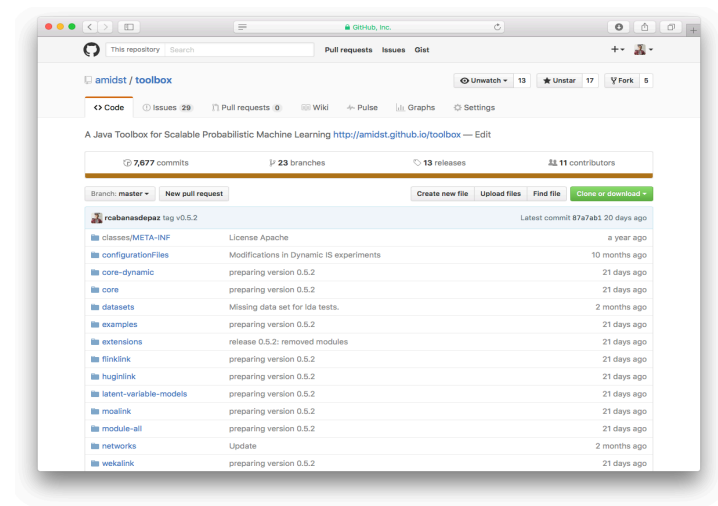 GitHub, Inc.
This repository Search Pull requests Issues Gist
amidst / toolbox Unwatch 13 Unstar 17 Fork 5
Code Issues 29 Pull requests 0 Wiki Pulse Graphs Settings
A Java Toolbox for Scalable Probabilistic Machine Learning http://amidst.github.io/toolbox — Edit
7,677 commits 23 branches 13 releases 11 contributors
Branch: master New pull request Create new file Upload files Find file Clone or download
rcabanasdepaz tag v0.5.2 Latest commit 87a7ab1 20 days ago
classes/META-INF License Apache a year ago
configurationFiles Modifications in Dynamic IS experiments 10 months ago
core-dynamic preparing version 0.5.2 21 days ago
core preparing version 0.5.2 21 days ago
datasets Missing data set for lda tests. 2 months ago
examples preparing version 0.5.2 21 days ago
extensions release 0.5.2: removed modules 21 days ago
flinklink preparing version 0.5.2 21 days ago
huginlink preparing version 0.5.2 21 days ago
latent-variable-models preparing version 0.5.2 21 days ago
moalink preparing version 0.5.2 21 days ago
module-all preparing version 0.5.2 21 days ago
networks Update 2 months ago
wekalink preparing version 0.5.2 21 days ago